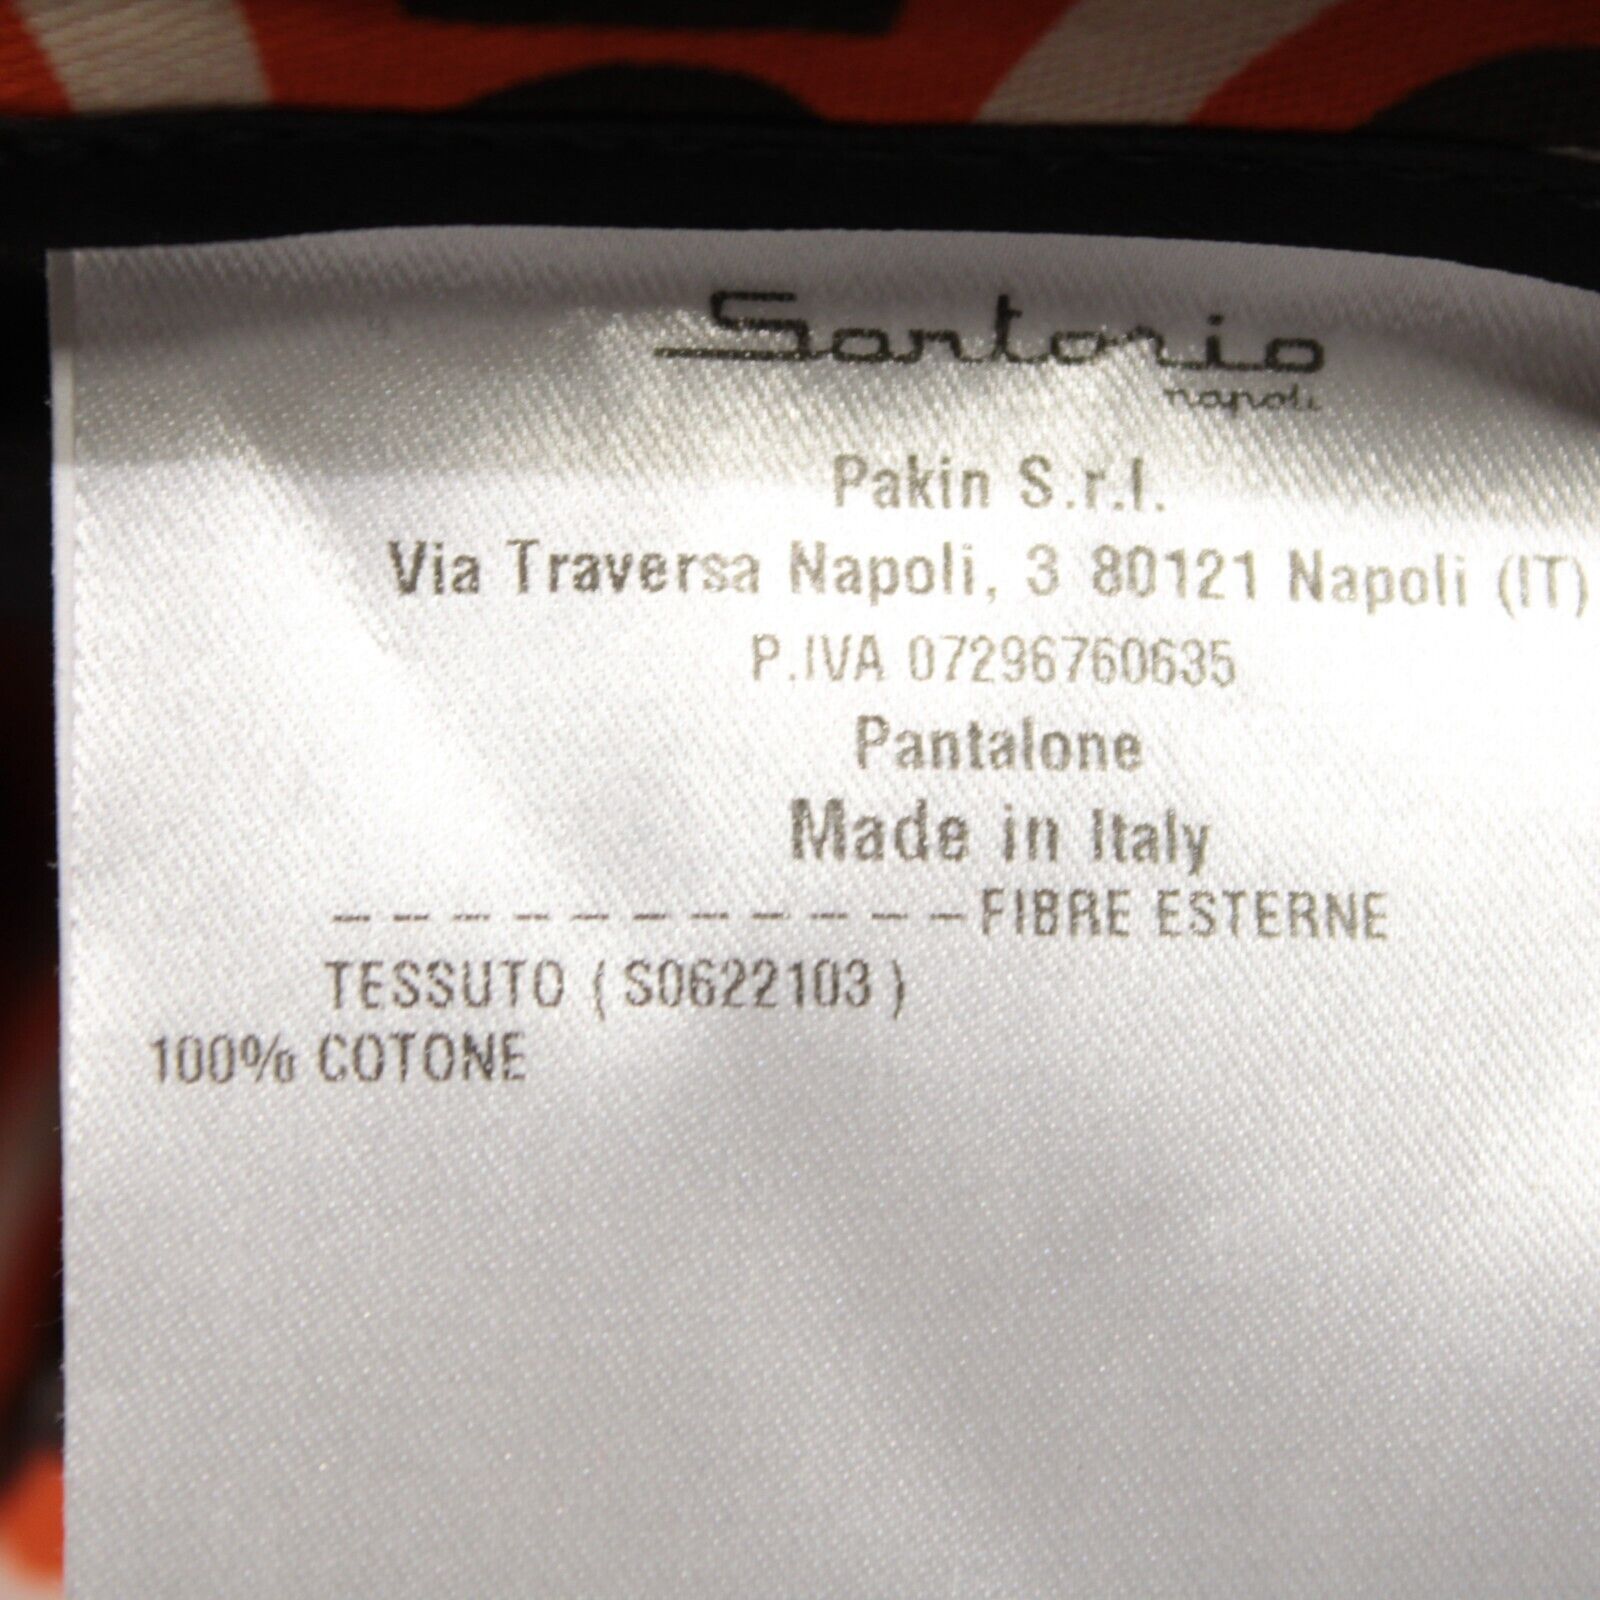 Sartorio
napoli
Pakin S.r.l.
Via Traversa Napoli, 3 80121 Napoli (IT)
P.IVA 07296760635
Pantalone
Made in Italy
-----------FIBRE ESTERNE
TESSUTO (S0622103)
100% COTONE